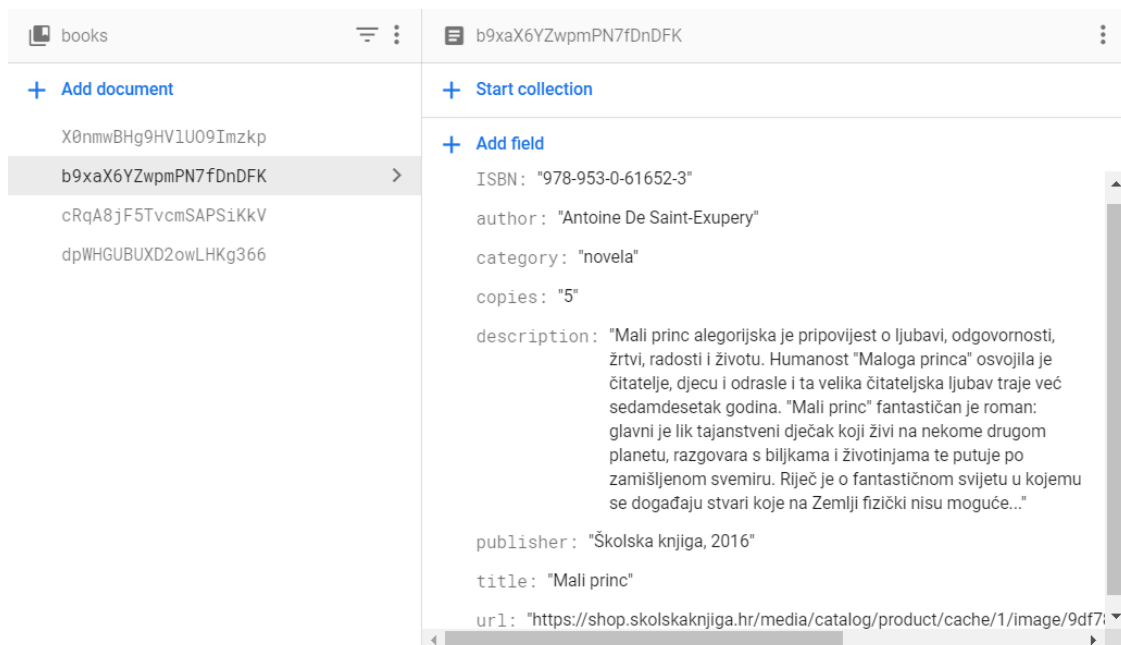 books
b9xaX6YZwpmPN7fDnDFK
Add document
Start collection
X0nmwBHg9HVlUO9Imzkp
b9xaX6YZwpmPN7fDnDFK
cRqA8jF5TvcmSAPSiKkV
dpWHGUBUXD2owLHKg366
Add field
ISBN: "978-953-0-61652-3"
author: "Antoine De Saint-Exupery"
category: "novela"
copies: "5"
description: "Mali princ alegorijska je pripovijest o ljubavi, odgovornosti,
žrtvi, radosti i životu. Humanost "Maloga princa" osvojila je
čitatelje, djecu i odrasle i ta velika čitateljska ljubav traje već
sedamdesetak godina. "Mali princ" fantastičan je roman:
glavni je lik tajanstveni dječak koji živi na nekome drugom
planetu, razgovara s biljkama i životinjama te putuje po
zamišljenom svemiru. Riječ je o fantastičnom svijetu u kojemu
se događaju stvari koje na Zemlji fizički nisu moguće..."
publisher: "Školska knjiga, 2016"
title: "Mali princ"
url: "https://shop.skolskaknjiga.hr/media/catalog/product/cache/1/image/9df78